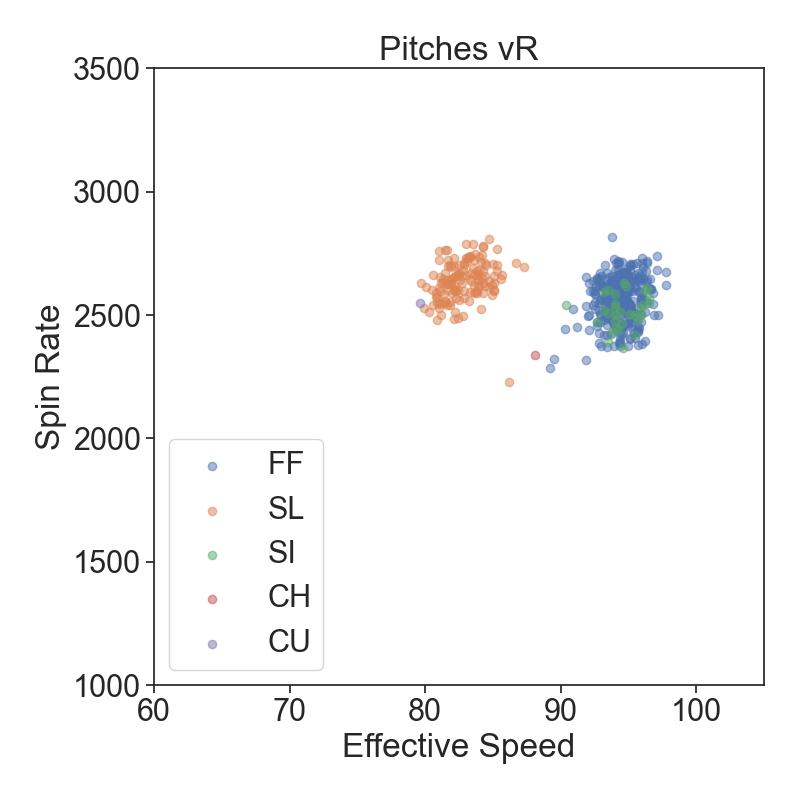 Pitches vR
3500
3000
2500
2000
1500
1000
Spin Rate
FF
SL
SI
CH
CU
60 70 80 90 100
Effective Speed